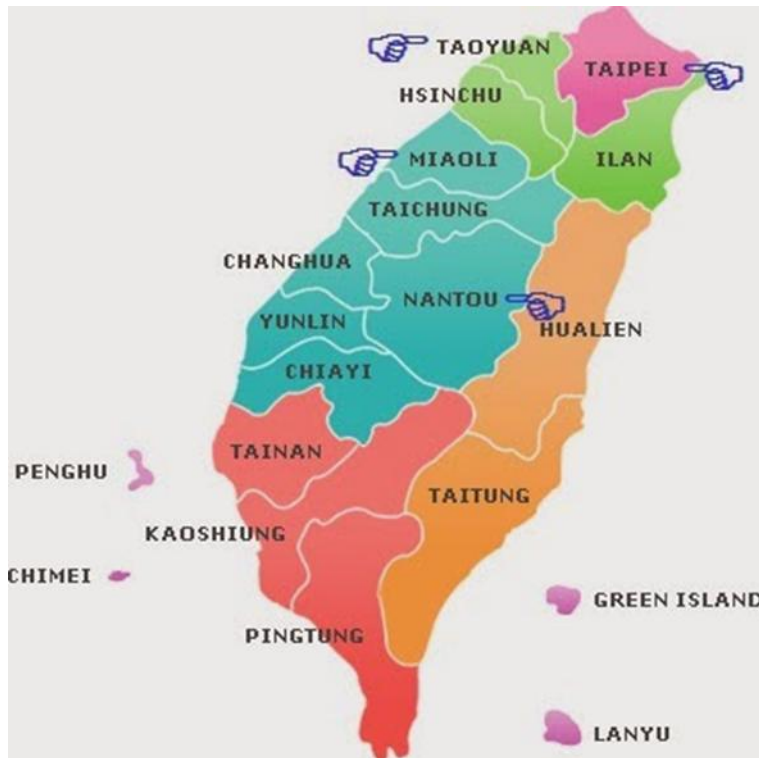 TAOYUAN
TAIPEI
HSINCHU
MIAOLI
ILAN
TAICHUNG
CHANGHUA
NANTOU
YUNLIN
HUALIEN
CHIAYI
TAINAN
PENGHU
TAITUNG
KAOSHIUNG
CHIMEI
GREEN ISLAND
PINGTUNG
LANYU